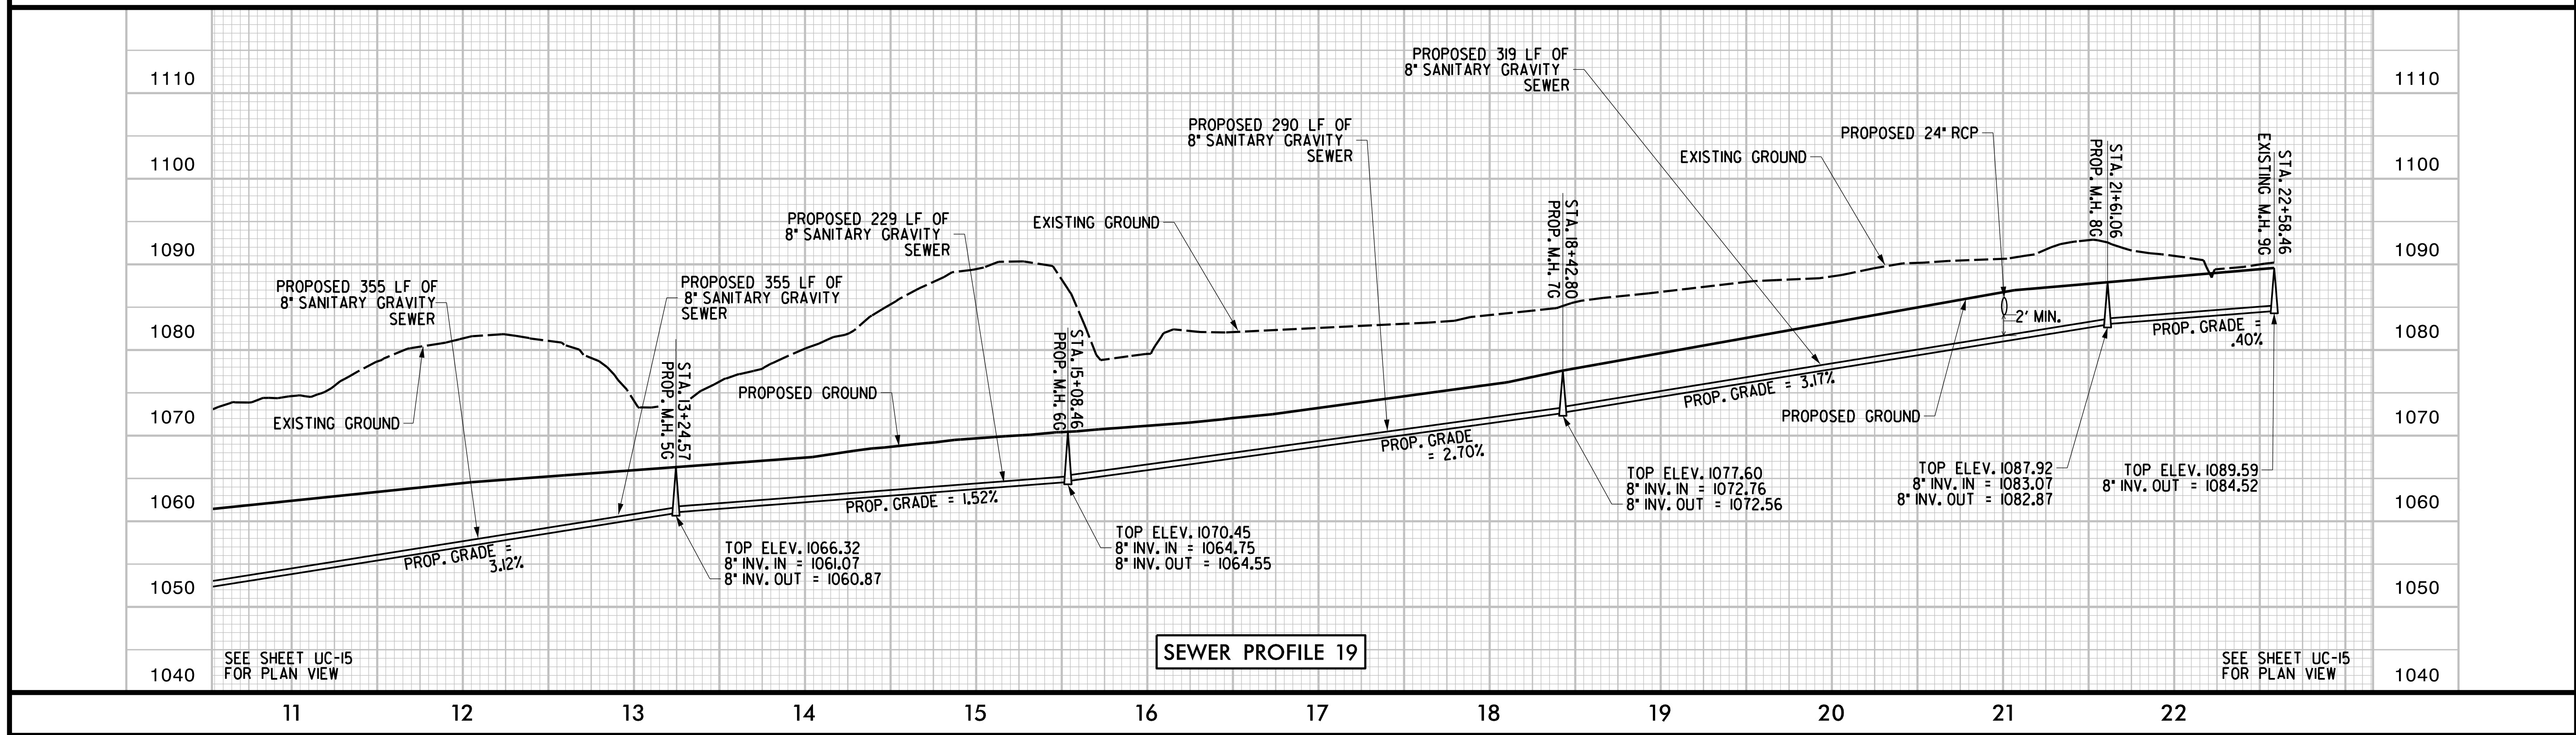 1110
1100
1090
1080
1070
1060
1050
1040
PROPOSED 355 LF OF
8" SANITARY GRAVITY
SEWER
EXISTING GROUND
PROP. GRADE =
3.12%
SEE SHEET UC-15
FOR PLAN VIEW
PROPOSED 355 LF OF
8" SANITARY GRAVITY
SEWER
STA. 13+24.57
PROP. M.H. 5G
TOP ELEV. 1066.32
8" INV. IN = 1061.07
8" INV. OUT = 1060.87
PROPOSED GROUND
PROPOSED 229 LF OF
8" SANITARY GRAVITY
SEWER
PROP. GRADE = 1.52%
EXISTING GROUND
STA. 15+08.46
PROP. M.H. 6G
TOP ELEV. 1070.45
8" INV. IN = 1064.75
8" INV. OUT = 1064.55
PROPOSED 290 LF OF
8" SANITARY GRAVITY
SEWER
PROP. GRADE
= 2.70%
PROPOSED 319 LF OF
8" SANITARY GRAVITY
SEWER
STA. 18+42.80
PROP. M.H. 7G
TOP ELEV. 1077.60
8" INV. IN = 1072.76
8" INV. OUT = 1072.56
EXISTING GROUND
PROP. GRADE = 3.17%
PROPOSED GROUND
PROPOSED 24" RCP
2' MIN.
STA. 21+61.06
PROP. M.H. 8G
TOP ELEV. 1087.92
8" INV. IN = 1083.07
8" INV. OUT = 1082.87
PROP. GRADE =
.40%
STA. 22+58.46
EXISTING M.H. 9G
TOP ELEV. 1089.59
8" INV. OUT = 1084.52
SEWER PROFILE 19
SEE SHEET UC-15
FOR PLAN VIEW
1110
1100
1090
1080
1070
1060
1050
1040
11 12 13 14 15 16 17 18 19 20 21 22